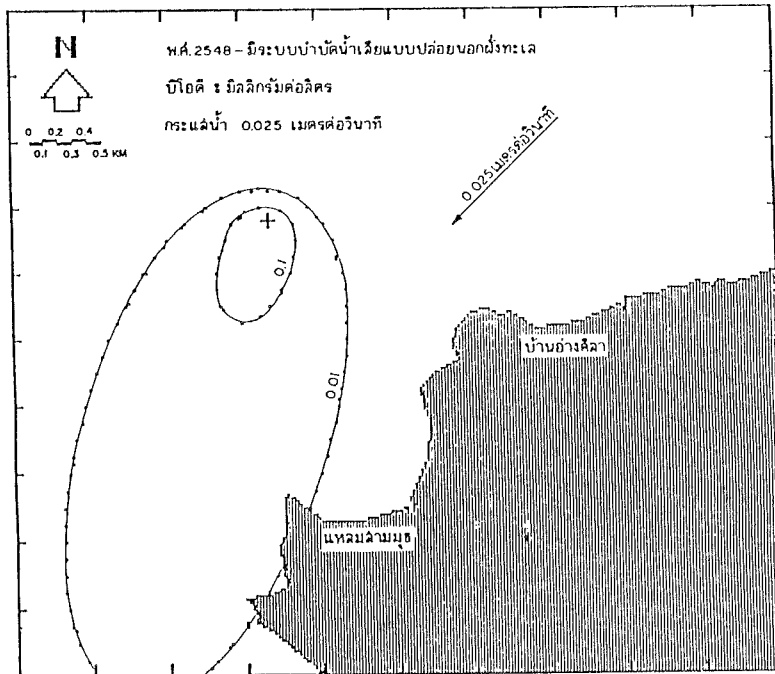 N
พ.ศ. 2548 - มีระบบบำบัดน้ำเสียแบบปล่อยนอกฝั่งทะเล
บีโอดี : มิลลิกรัมต่อลิตร
กระแสน้ำ 0.025 เมตรต่อวินาที
0 0.2 0.4
0.1 0.3 0.5 KM
0.025 เมตรต่อวินาที
0.1
0.01
บ้านอ่างศิลา
แหลมสามมุข